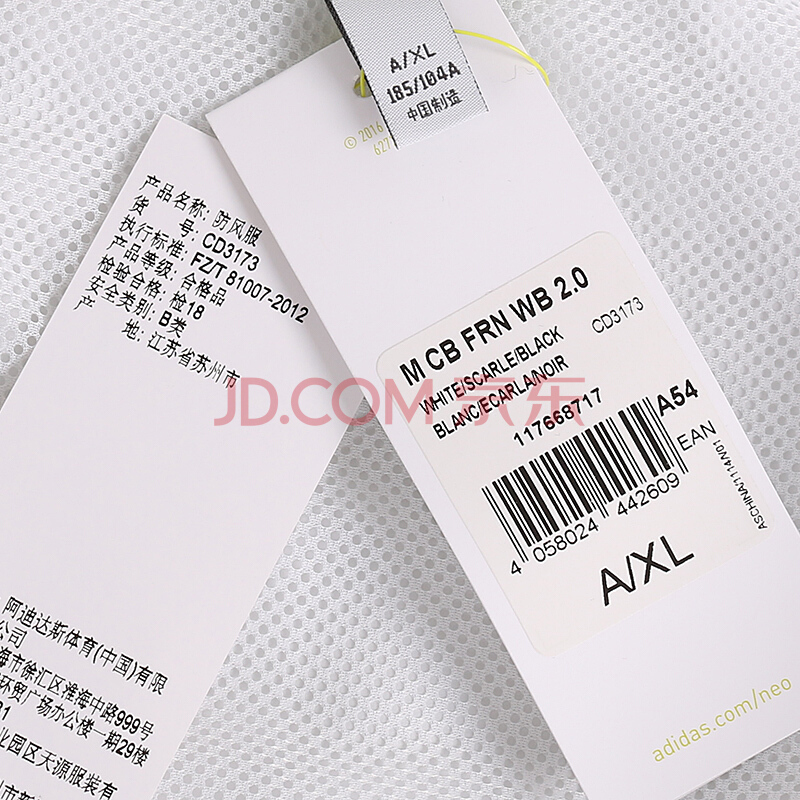 A/XL
185/104A
中国制造
© 2016
627
产品名称: 防风服
货 号: CD3173
执行标准: FZ/T 81007-2012
产品等级: 合格品
检验合格: 检18
安全类别: B类
产 地: 江苏省苏州市
M CB FRN WB 2.0
WHITE/SCARLE/BLACK CD3173
BLANC/ECARLA/NOIR
117668717 A54
EAN
4 058024 442609
ASCHINA/1114N01
A/XL
JD.COM 京东
阿迪达斯体育(中国)有限
公司
海市徐汇区淮海中路999号
环贸广场办公楼一期29楼
业园区天源服装有
adidas.com/neo